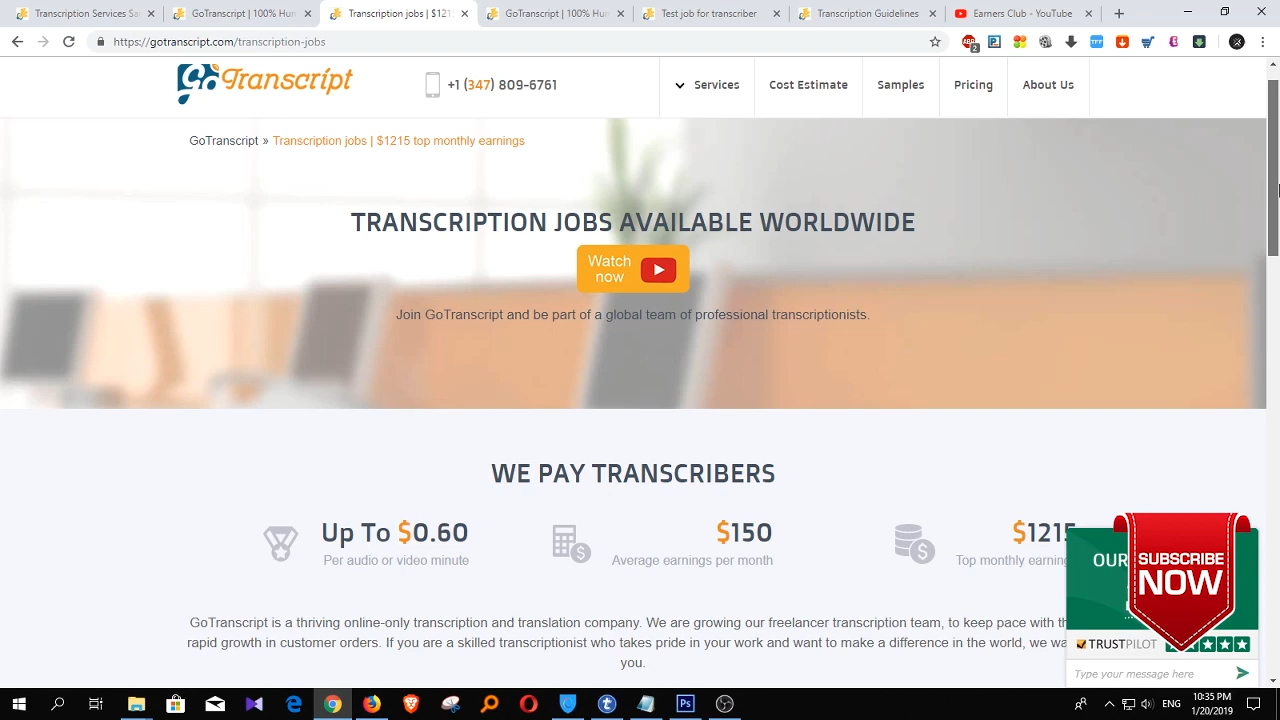 Transcription Services Sa
GoTranscript | 100% Hum
Transcription jobs | $1215
GoTranscript | 100% Hum
Test job for transcriber
Transcription Guidelines
Earners Club - YouTube
https://gotranscript.com/transcription-jobs
2
GoTranscript
+1 (347) 809-6761
Services
Cost Estimate
Samples
Pricing
About Us
GoTranscript » Transcription jobs | $1215 top monthly earnings
TRANSCRIPTION JOBS AVAILABLE WORLDWIDE
Watch
now
Join GoTranscript and be part of a global team of professional transcriptionists.
WE PAY TRANSCRIBERS
Up To $0.60
Per audio or video minute
$150
Average earnings per month
$1215
Top monthly earning
OUR
SUBSCRIBE
NOW
GoTranscript is a thriving online-only transcription and translation company. We are growing our freelancer transcription team, to keep pace with th
rapid growth in customer orders. If you are a skilled transcriptionist who takes pride in your work and want to make a difference in the world, we wa
you.
TRUSTPILOT
Type your message here
ENG
10:35 PM
1/20/2019